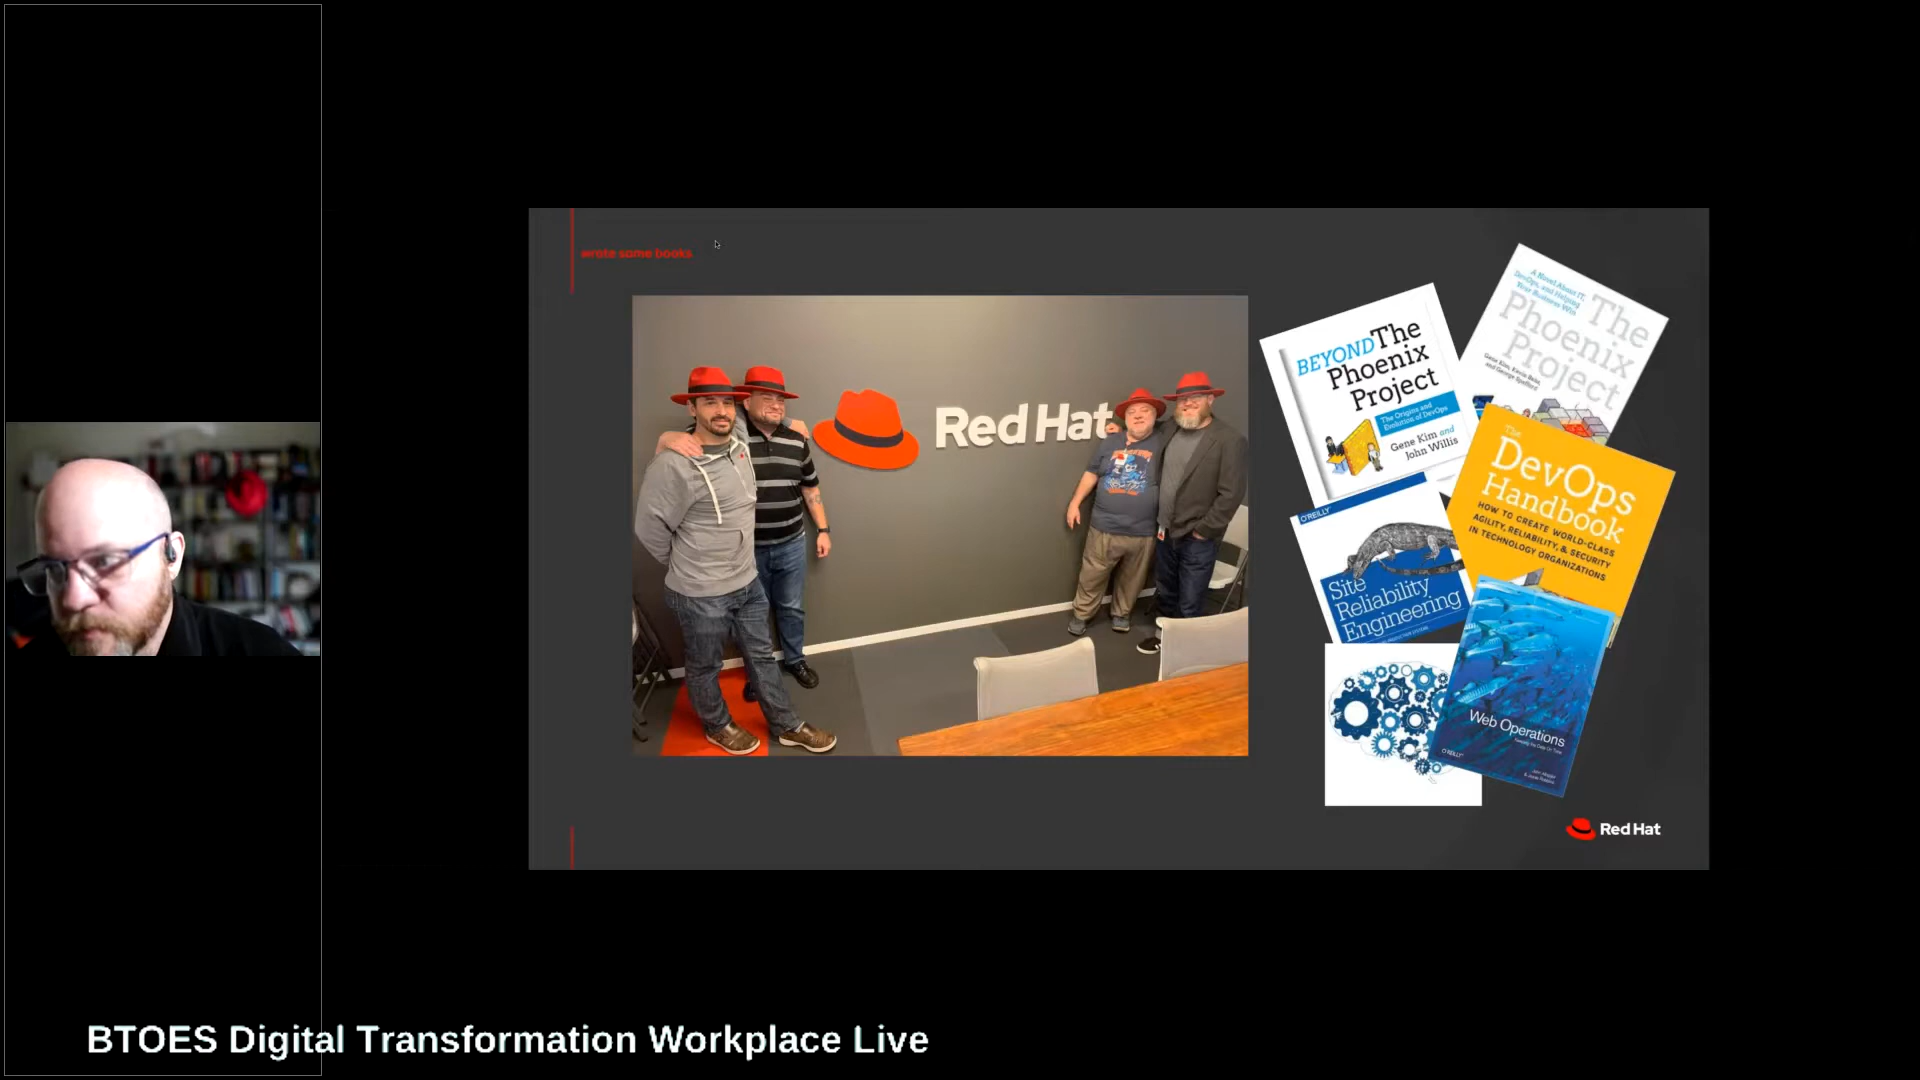 wrote some books
Red Hat
BEYOND The
Phoenix
Project
The Origins and
Evolution of DevOps
Gene Kim and
John Willis
A Novel About IT,
DevOps, and Helping
Your Business Win
The
Phoenix
Project
Gene Kim, Kevin Behr,
and George Spafford
The
DevOps
Handbook
HOW TO CREATE WORLD-CLASS
AGILITY, RELIABILITY, & SECURITY
IN TECHNOLOGY ORGANIZATIONS
O'REILLY
Site
Reliability
Engineering
Web Operations
O'REILLY
Red Hat
BTOES Digital Transformation Workplace Live